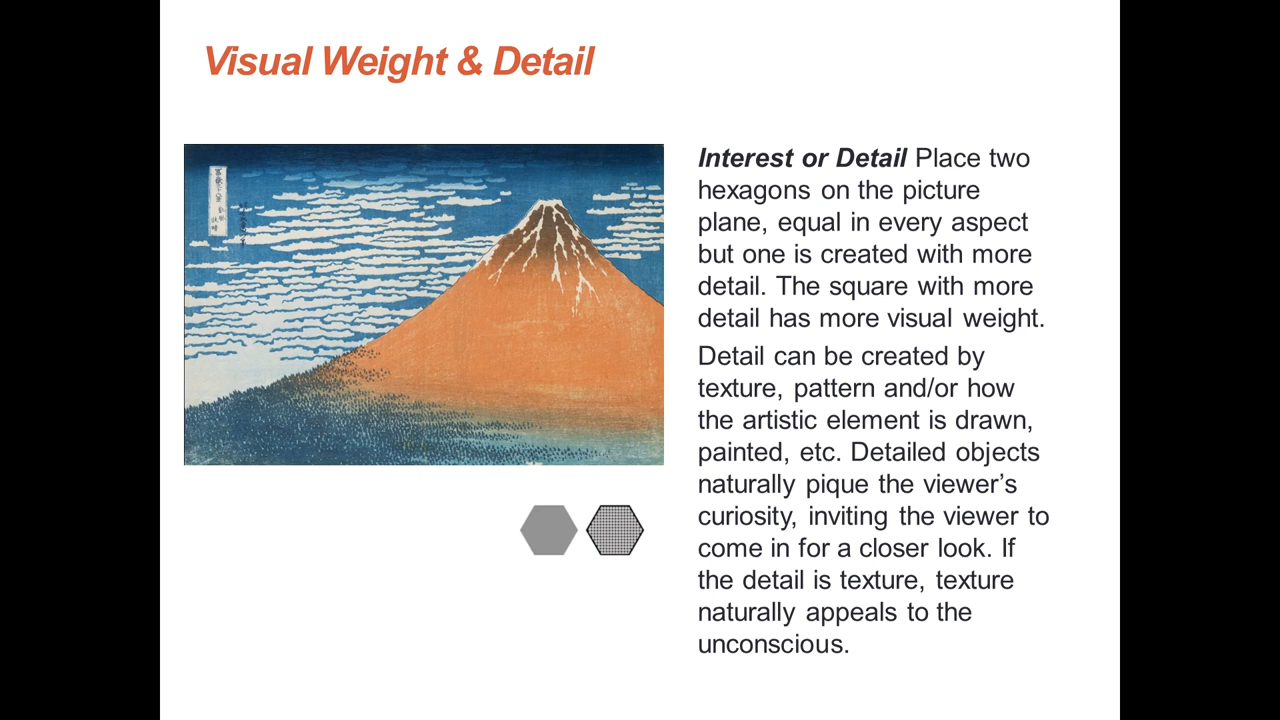 Visual Weight & Detail
Interest or Detail Place two
hexagons on the picture
plane, equal in every aspect
but one is created with more
detail. The square with more
detail has more visual weight.
Detail can be created by
texture, pattern and/or how
the artistic element is drawn,
painted, etc. Detailed objects
naturally pique the viewer’s
curiosity, inviting the viewer to
come in for a closer look. If
the detail is texture, texture
naturally appeals to the
unconscious.